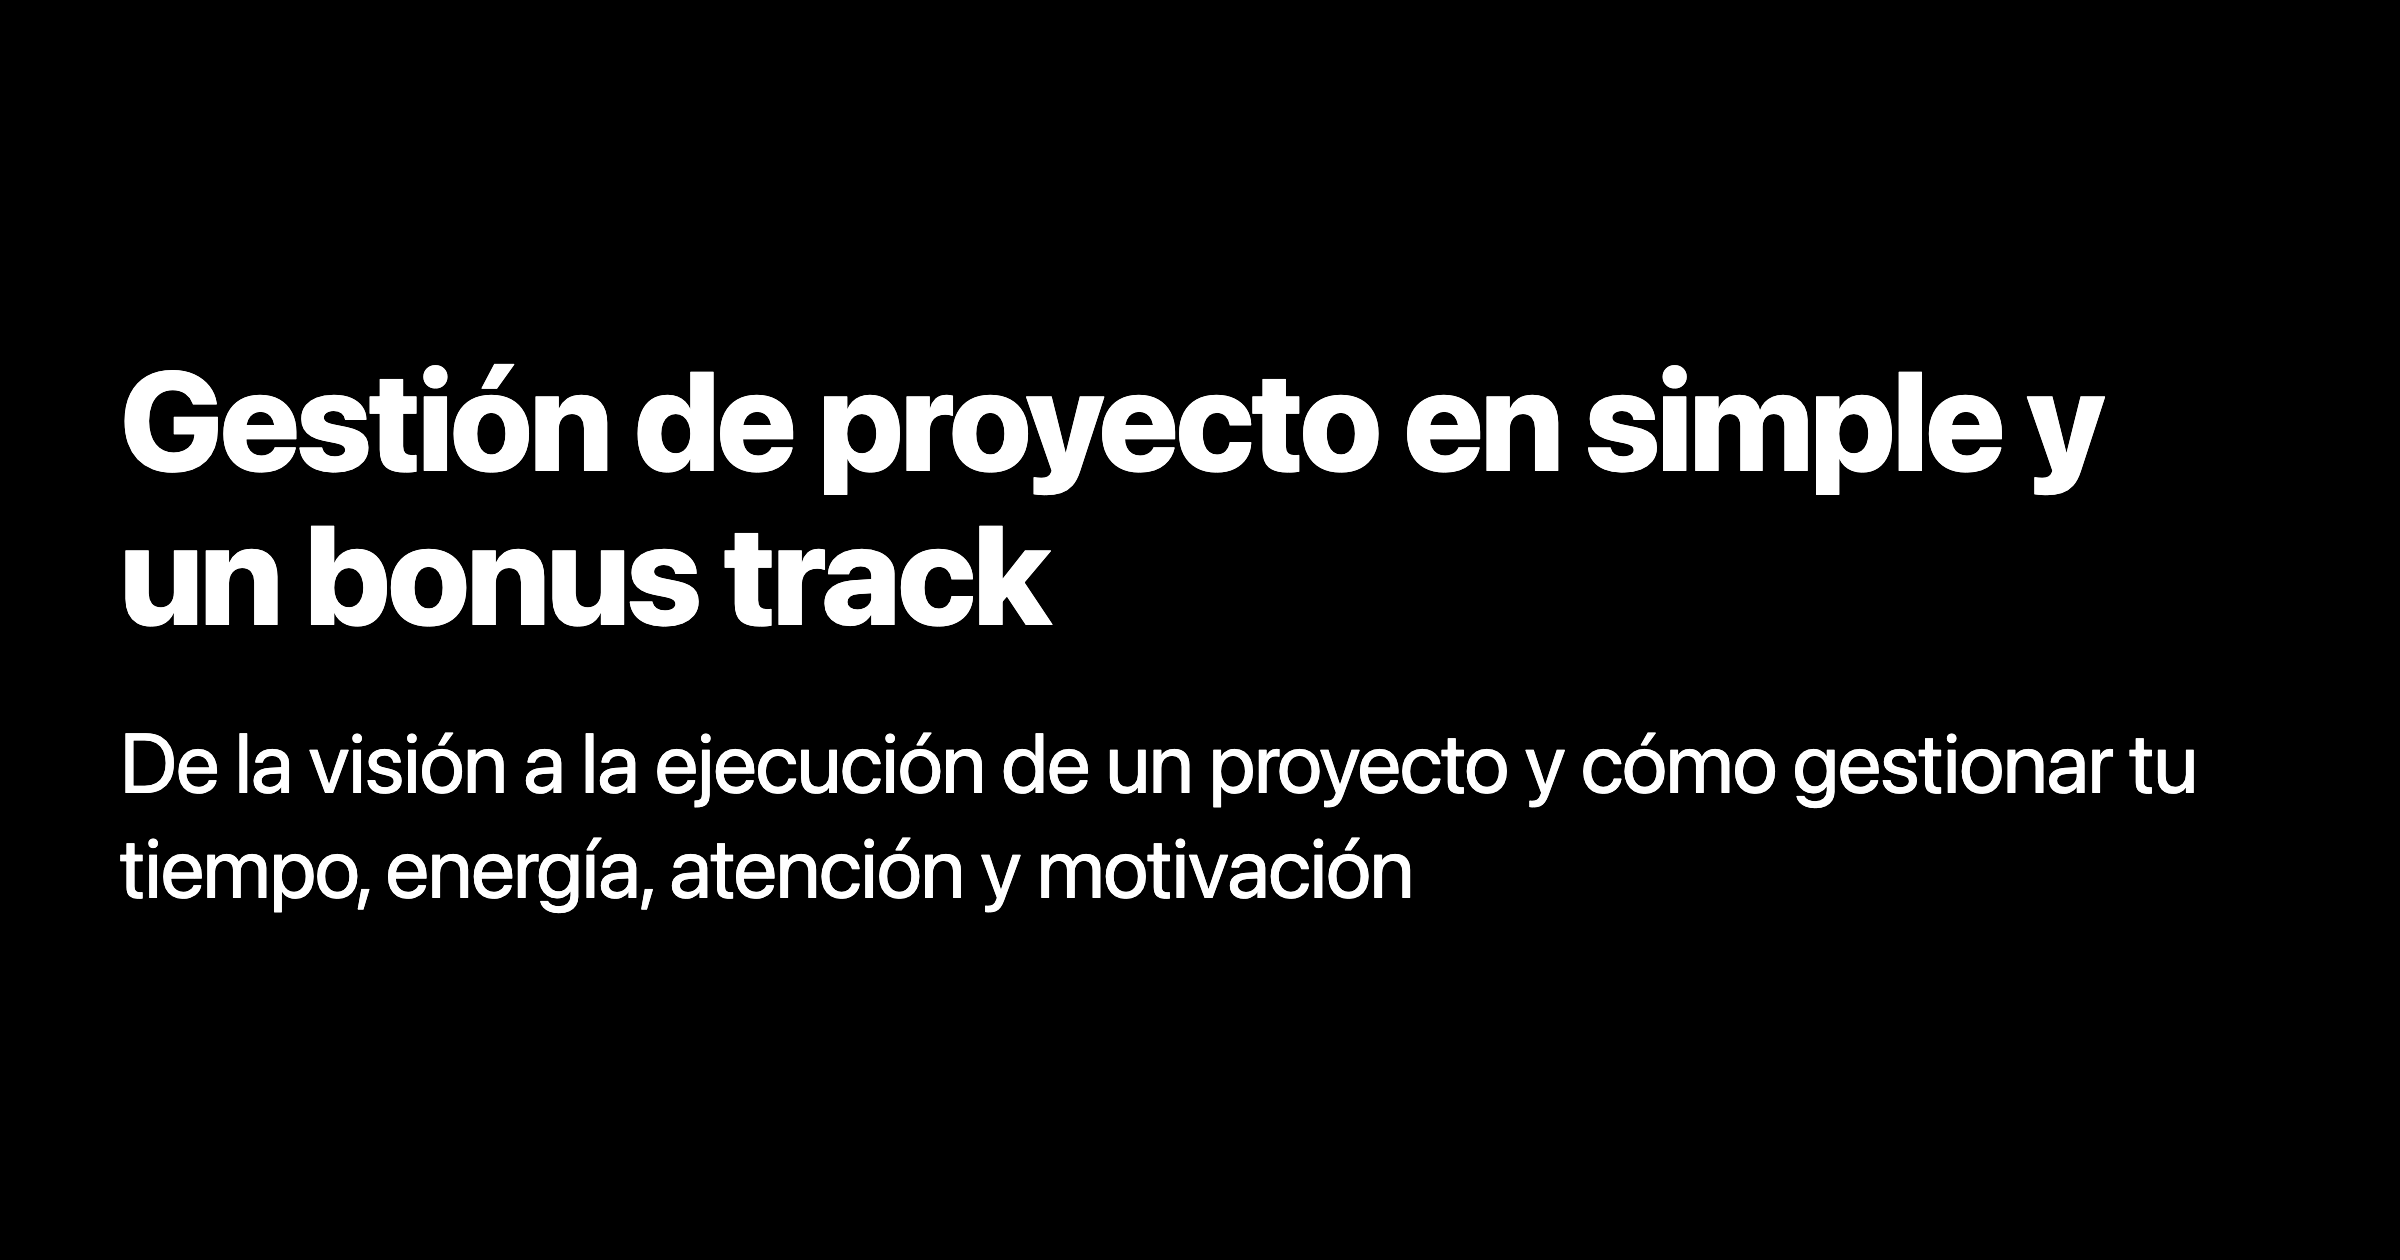 Gestión de proyecto en simple y
un bonus track
De la visión a la ejecución de un proyecto y cómo gestionar tu
tiempo, energía, atención y motivación